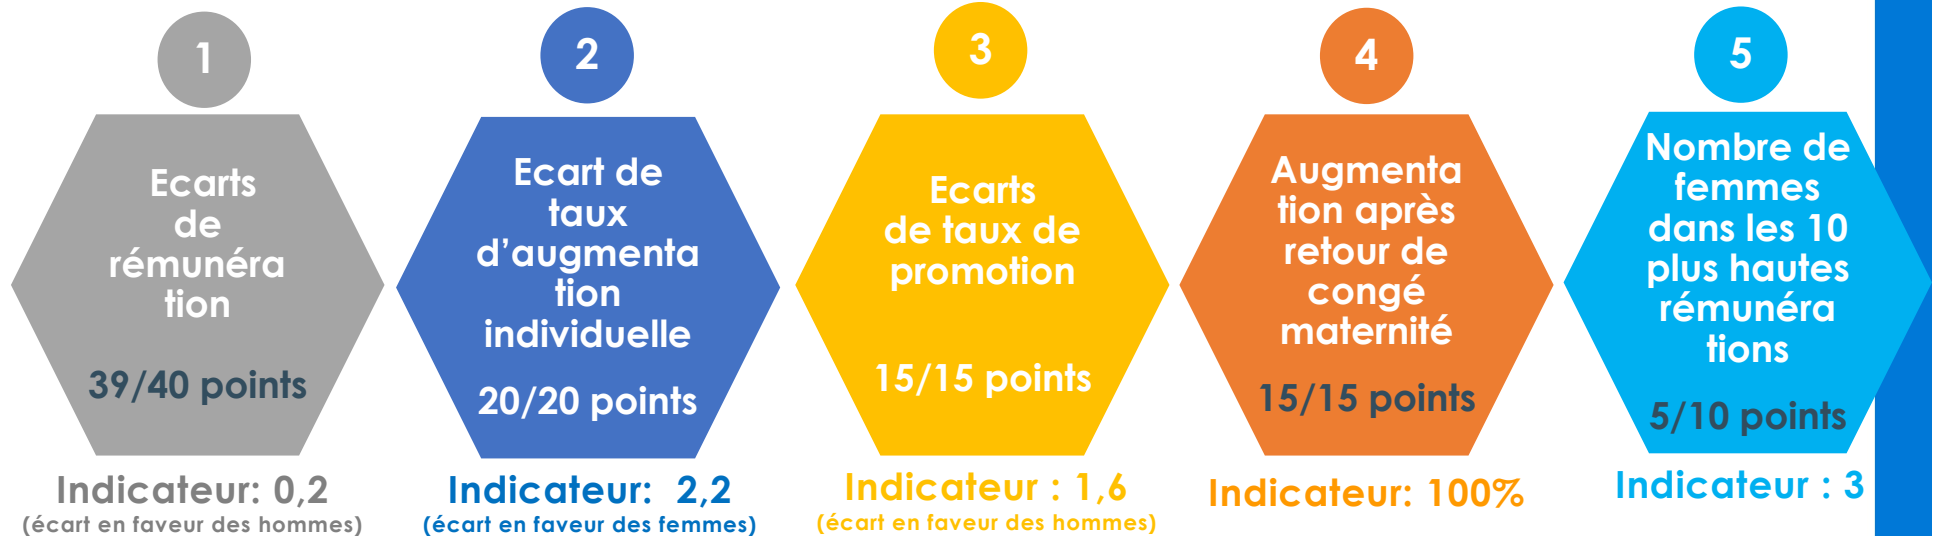 1
Ecarts
de
rémunéra
tion
39/40 points
Indicateur: 0,2
(écart en faveur des hommes)
2
Ecart de
taux
d’augmenta
tion
individuelle
20/20 points
Indicateur: 2,2
(écart en faveur des femmes)
3
Ecarts
de taux de
promotion
15/15 points
Indicateur : 1,6
(écart en faveur des hommes)
4
Augmenta
tion après
retour de
congé
maternité
15/15 points
Indicateur: 100%
5
Nombre de
femmes
dans les 10
plus hautes
rémunéra
tions
5/10 points
Indicateur : 3